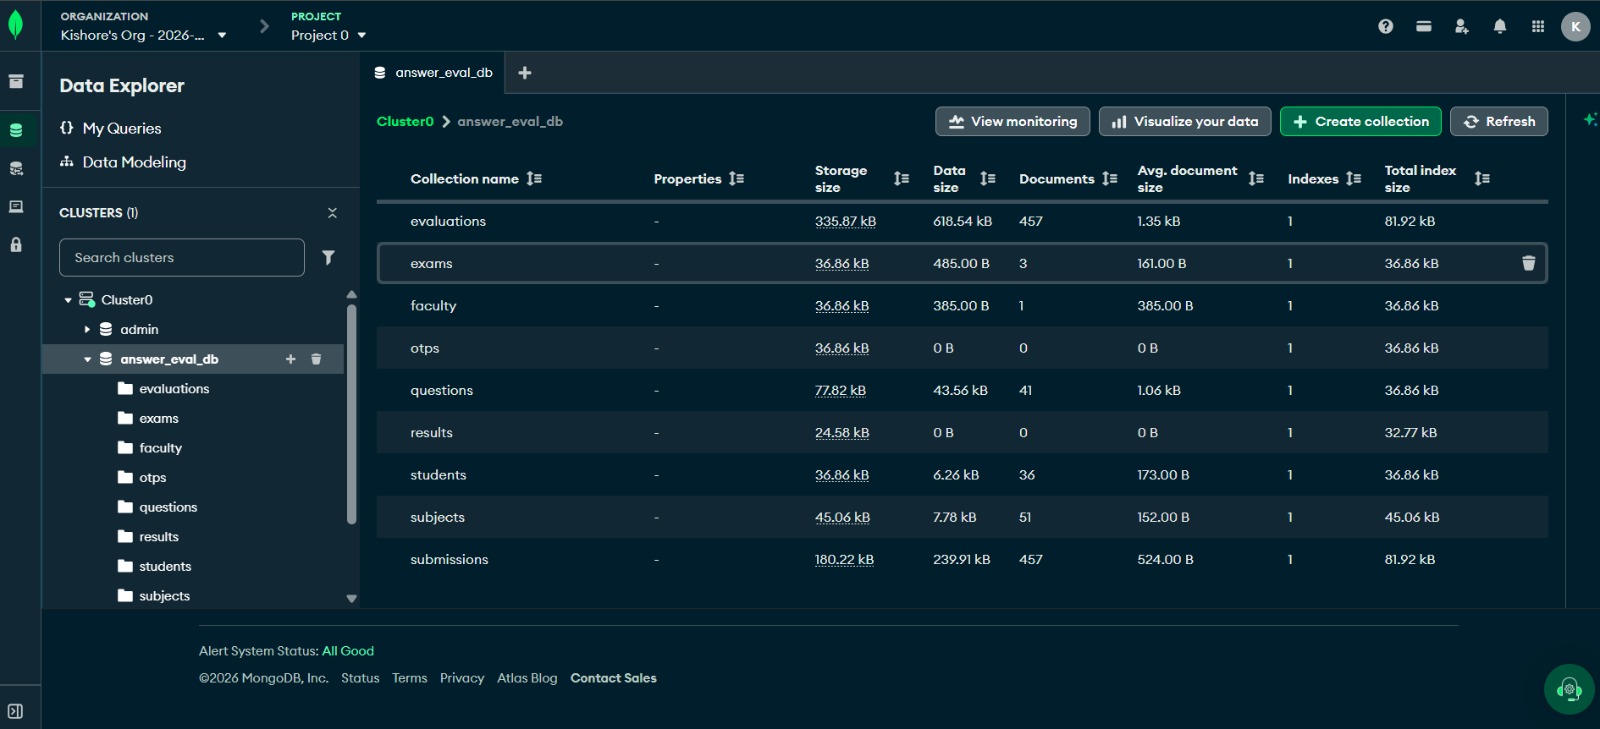 ORGANIZATION
Kishore's Org - 2026-...
PROJECT
Project 0
K
Data Explorer
{} My Queries
Data Modeling
CLUSTERS (1)
Search clusters
Cluster0
admin
answer_eval_db
evaluations
exams
faculty
otps
questions
results
students
subjects
answer_eval_db
Cluster0 > answer_eval_db
View monitoring
Visualize your data
Create collection
Refresh
Collection name Properties Storage size Data size Documents Avg. document size Indexes Total index size
evaluations - 335.87 kB 618.54 kB 457 1.35 kB 1 81.92 kB
exams - 36.86 kB 485.00 B 3 161.00 B 1 36.86 kB
faculty - 36.86 kB 385.00 B 1 385.00 B 1 36.86 kB
otps - 36.86 kB 0 B 0 0 B 1 36.86 kB
questions - 77.82 kB 43.56 kB 41 1.06 kB 1 36.86 kB
results - 24.58 kB 0 B 0 0 B 1 32.77 kB
students - 36.86 kB 6.26 kB 36 173.00 B 1 36.86 kB
subjects - 45.06 kB 7.78 kB 51 152.00 B 1 45.06 kB
submissions - 180.22 kB 239.91 kB 457 524.00 B 1 81.92 kB
Alert System Status: All Good
©2026 MongoDB, Inc. Status Terms Privacy Atlas Blog Contact Sales